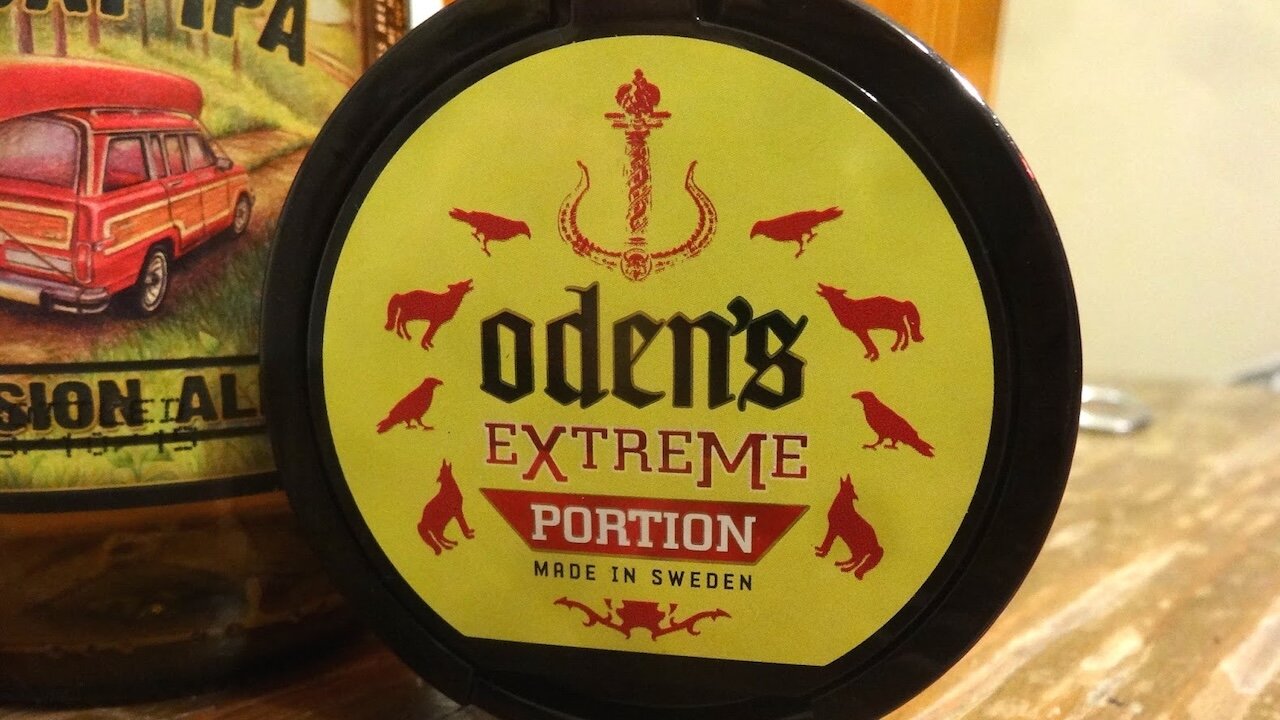 IPA
SION AL
oden's
EXTREME
PORTION
MADE IN SWEDEN